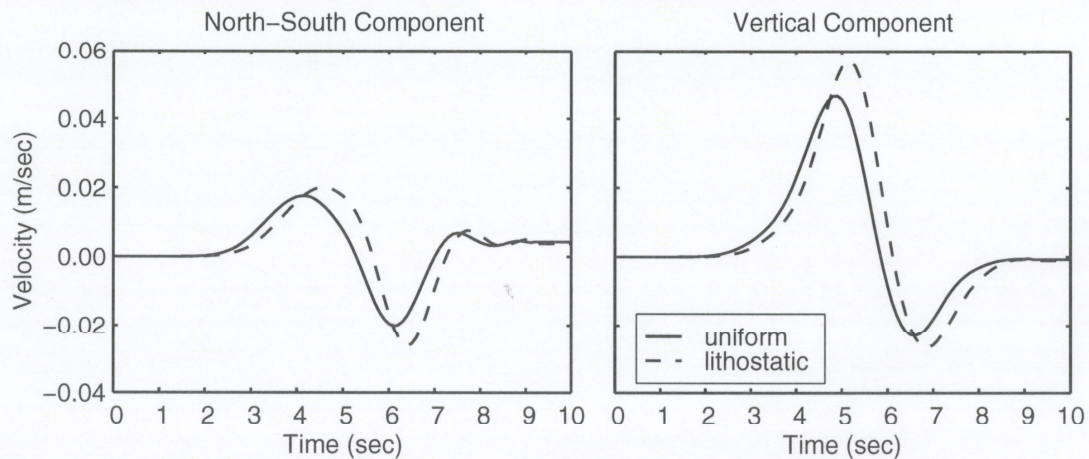 North–South Component
Vertical Component
Velocity (m/sec)
0.06
0.04
0.02
0.00
−0.02
−0.04
0 1 2 3 4 5 6 7 8 9 10
Time (sec)
uniform
lithostatic
0 1 2 3 4 5 6 7 8 9 10
Time (sec)